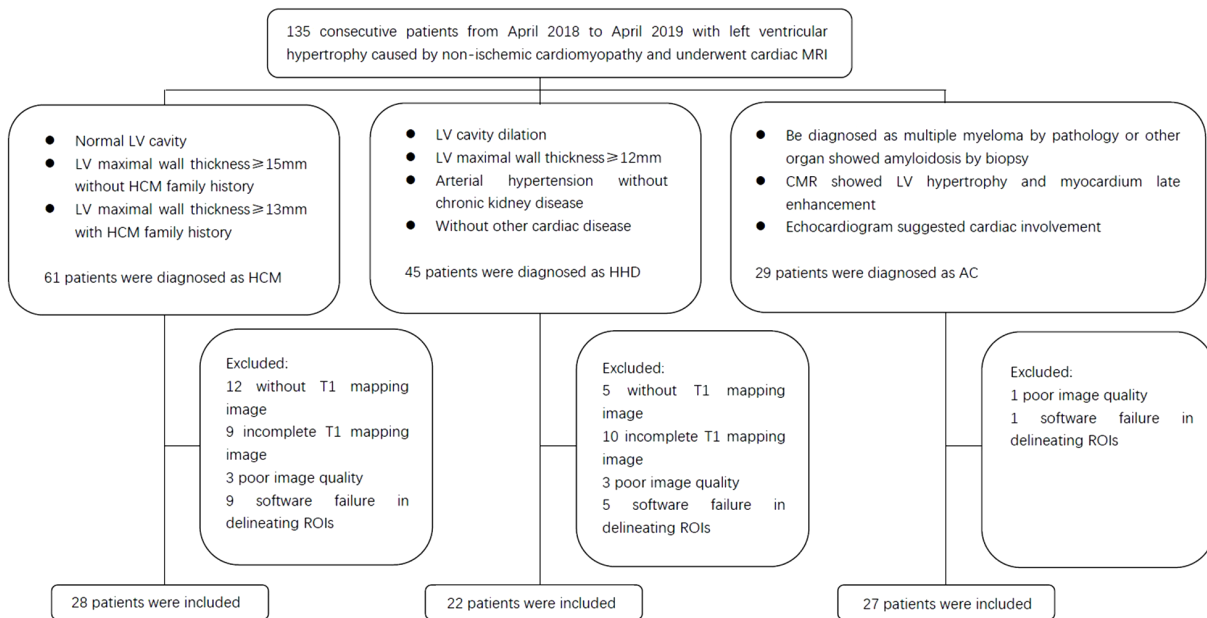 135 consecutive patients from April 2018 to April 2019 with left ventricular
hypertrophy caused by non-ischemic cardiomyopathy and underwent cardiac MRI
● Normal LV cavity
● LV maximal wall thickness≥15mm
without HCM family history
● LV maximal wall thickness≥13mm
with HCM family history
61 patients were diagnosed as HCM
● LV cavity dilation
● LV maximal wall thickness≥12mm
● Arterial hypertension without
chronic kidney disease
● Without other cardiac disease
45 patients were diagnosed as HHD
● Be diagnosed as multiple myeloma by pathology or other
organ showed amyloidosis by biopsy
● CMR showed LV hypertrophy and myocardium late
enhancement
● Echocardiogram suggested cardiac involvement
29 patients were diagnosed as AC
Excluded:
12 without T1 mapping
image
9 incomplete T1 mapping
image
3 poor image quality
9 software failure in
delineating ROIs
Excluded:
5 without T1 mapping
image
10 incomplete T1 mapping
image
3 poor image quality
5 software failure in
delineating ROIs
Excluded:
1 poor image quality
1 software failure in
delineating ROIs
28 patients were included
22 patients were included
27 patients were included